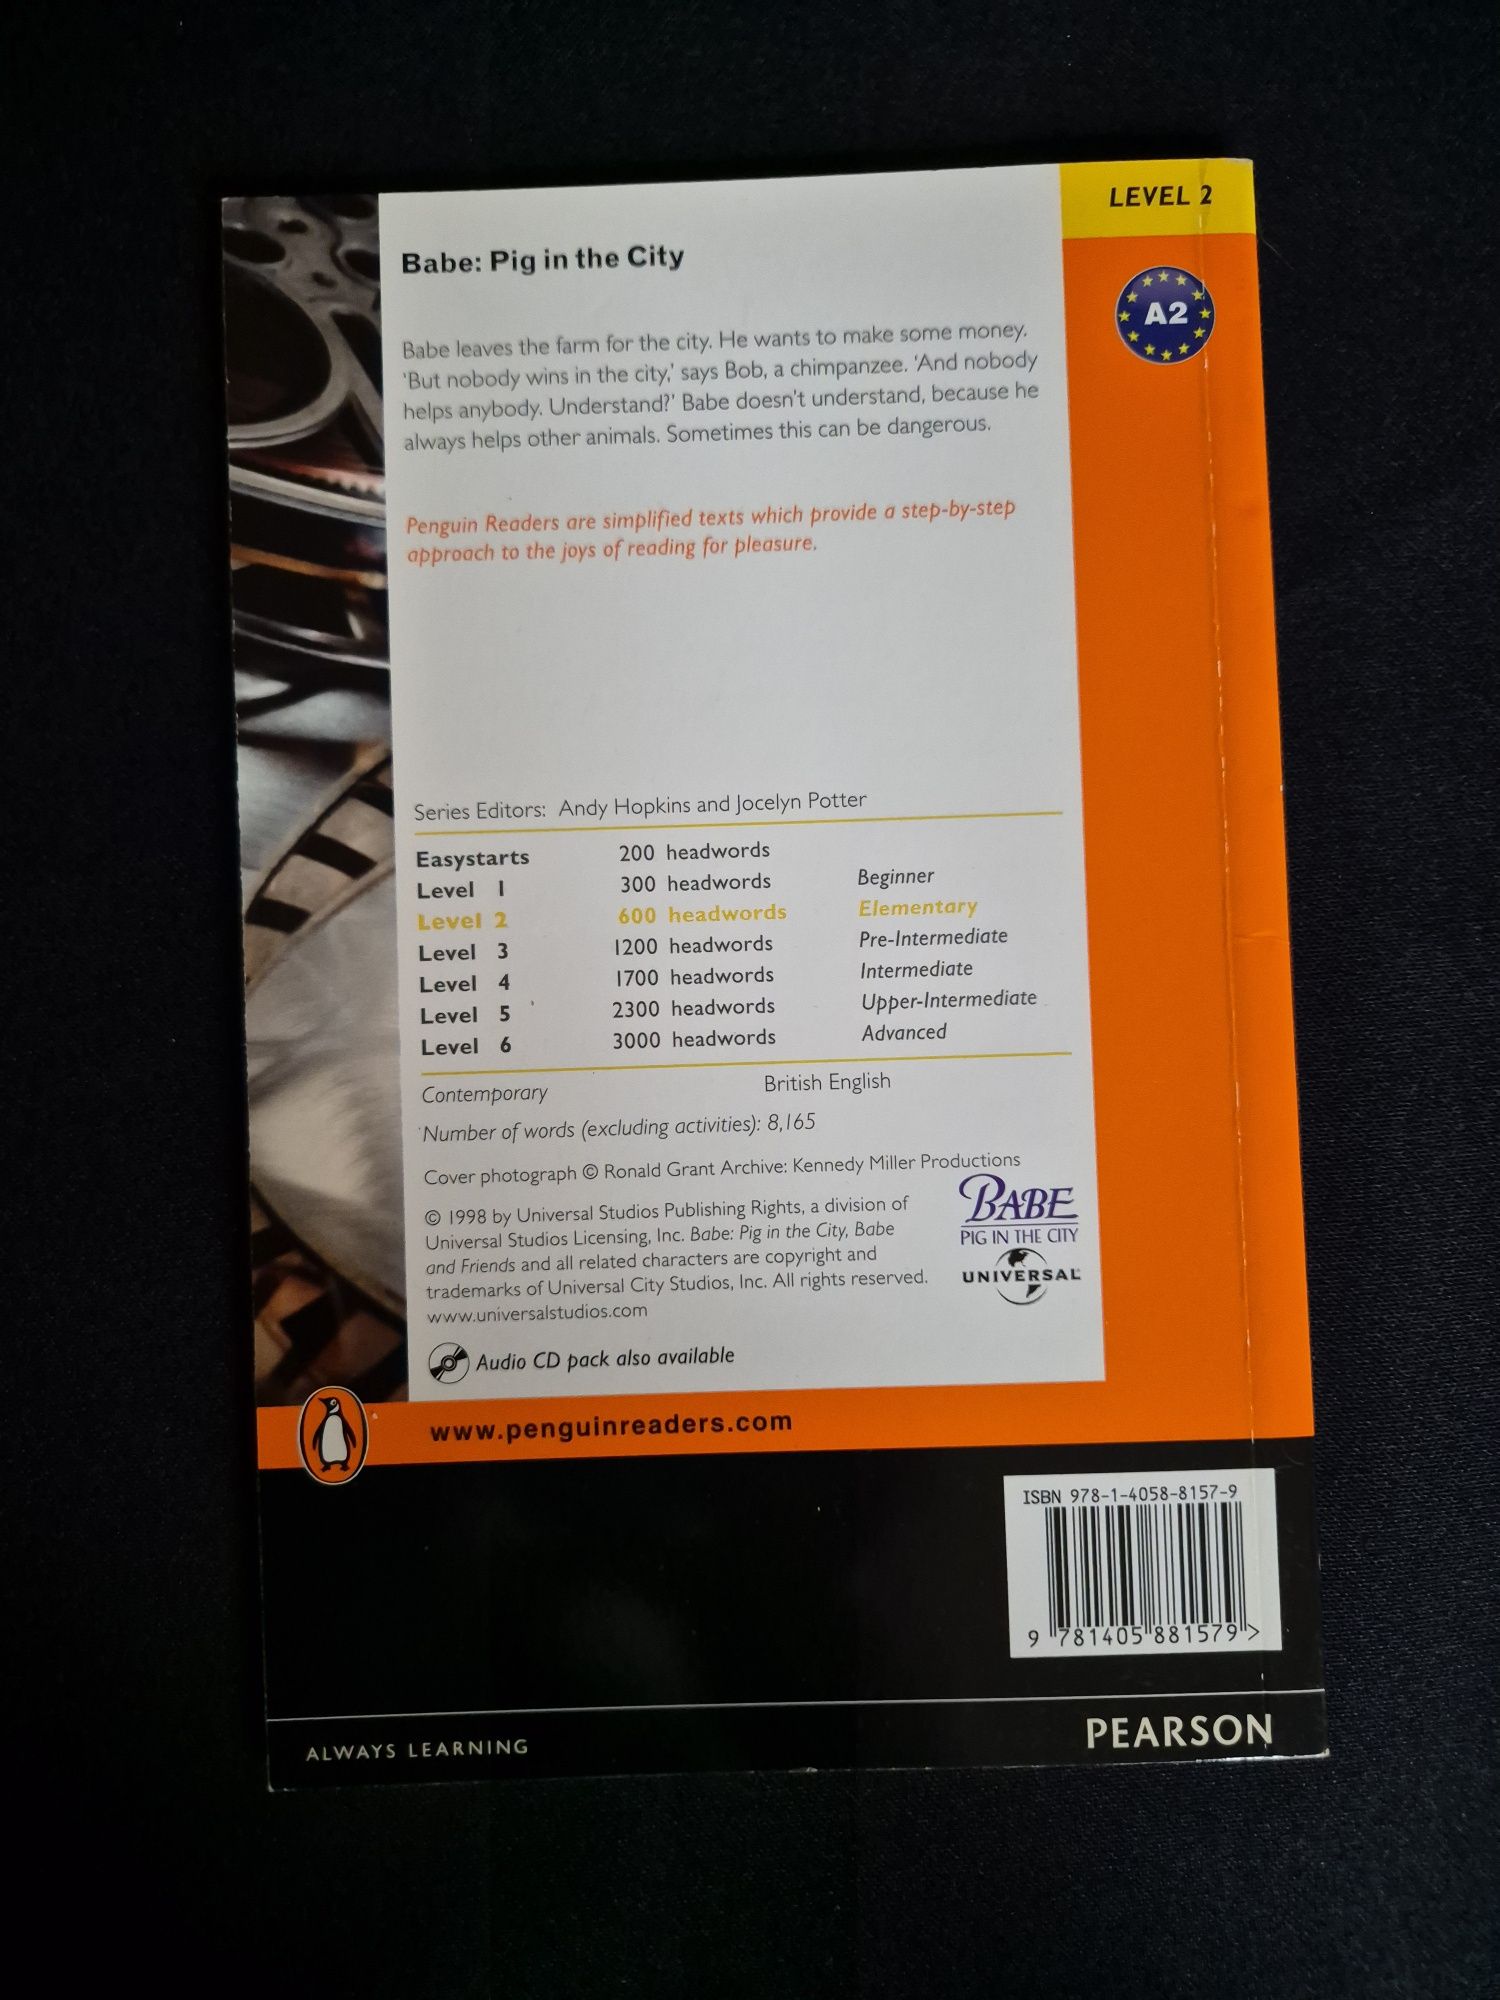 LEVEL 2
A2
Babe: Pig in the City
Babe leaves the farm for the city. He wants to make some money.
'But nobody wins in the city,' says Bob, a chimpanzee. 'And nobody
helps anybody. Understand?' Babe doesn't understand, because he
always helps other animals. Sometimes this can be dangerous.
Penguin Readers are simplified texts which provide a step-by-step
approach to the joys of reading for pleasure.
Series Editors: Andy Hopkins and Jocelyn Potter
Easystarts 200 headwords
Level 1 300 headwords Beginner
Level 2 600 headwords Elementary
Level 3 1200 headwords Pre-Intermediate
Level 4 1700 headwords Intermediate
Level 5 2300 headwords Upper-Intermediate
Level 6 3000 headwords Advanced
Contemporary British English
Number of words (excluding activities): 8,165
Cover photograph © Ronald Grant Archive: Kennedy Miller Productions
© 1998 by Universal Studios Publishing Rights, a division of
Universal Studios Licensing, Inc. Babe: Pig in the City, Babe
and Friends and all related characters are copyright and
trademarks of Universal City Studios, Inc. All rights reserved.
www.universalstudios.com
BABE
PIG IN THE CITY
UNIVERSAL
Audio CD pack also available
www.penguinreaders.com
ISBN 978-1-4058-8157-9
9 781405 881579 >
ALWAYS LEARNING
PEARSON